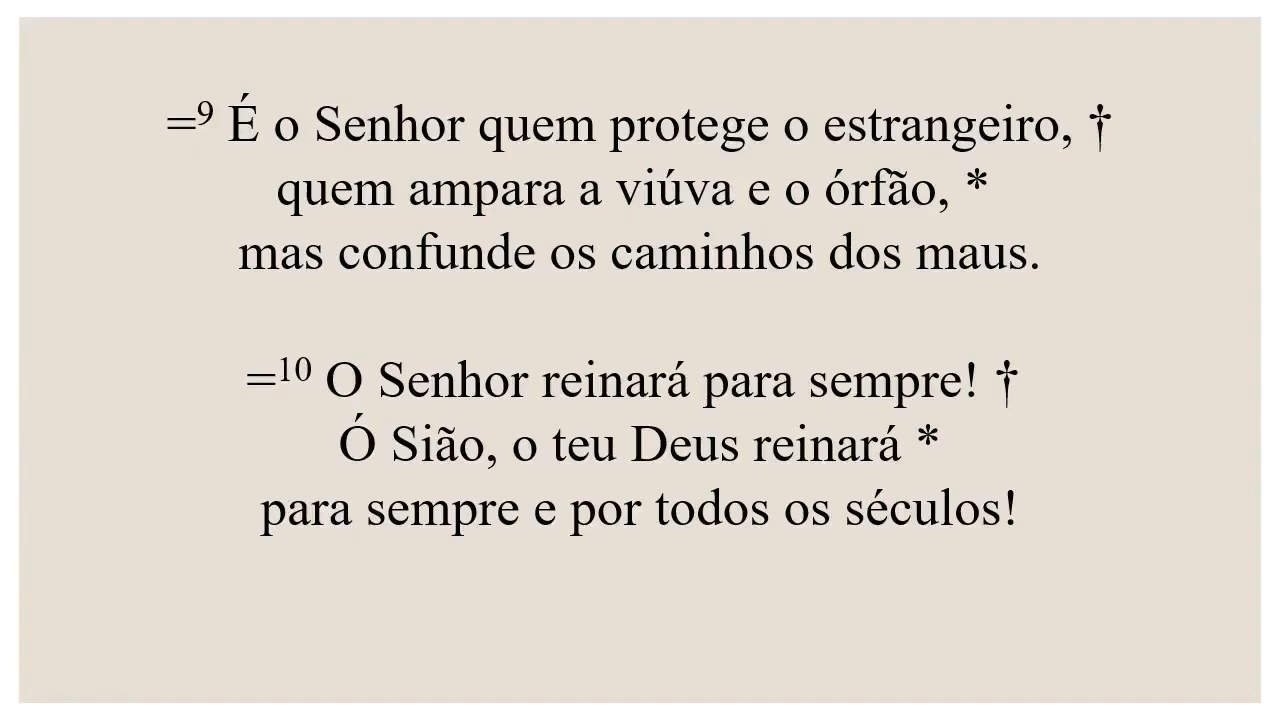 =⁹ É o Senhor quem protege o estrangeiro, †
quem ampara a viúva e o órfão, *
mas confunde os caminhos dos maus.
=¹⁰ O Senhor reinará para sempre! †
Ó Sião, o teu Deus reinará *
para sempre e por todos os séculos!